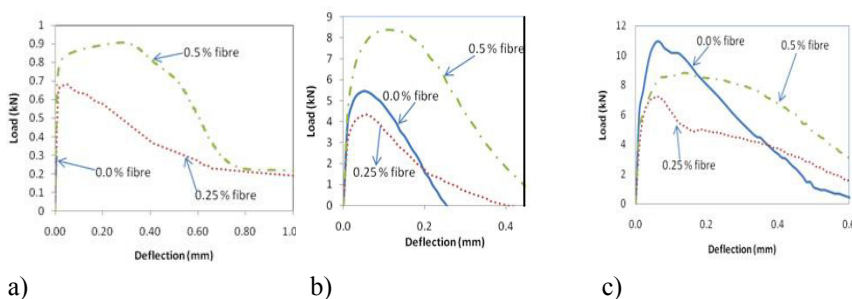 1
0.9
0.8
0.7
0.6
0.5
0.4
0.3
0.2
0.1
0
Load (kN)
0.5 % fibre
0.0 % fibre
0.25 % fibre
0.00 0.20 0.40 0.60 0.80 1.0
Deflection (mm)
a)
9
8
7
6
5
4
3
2
1
0
Load (kN)
0.5 % fibre
0.0 % fibre
0.25 % fibre
0.0 0.2 0.4
Deflection (mm)
b)
12
10
8
6
4
2
0
Load (kN)
0.0 % fibre
0.5 % fibre
0.25 % fibre
0.0 0.2 0.4 0.6
Deflection (mm)
c)